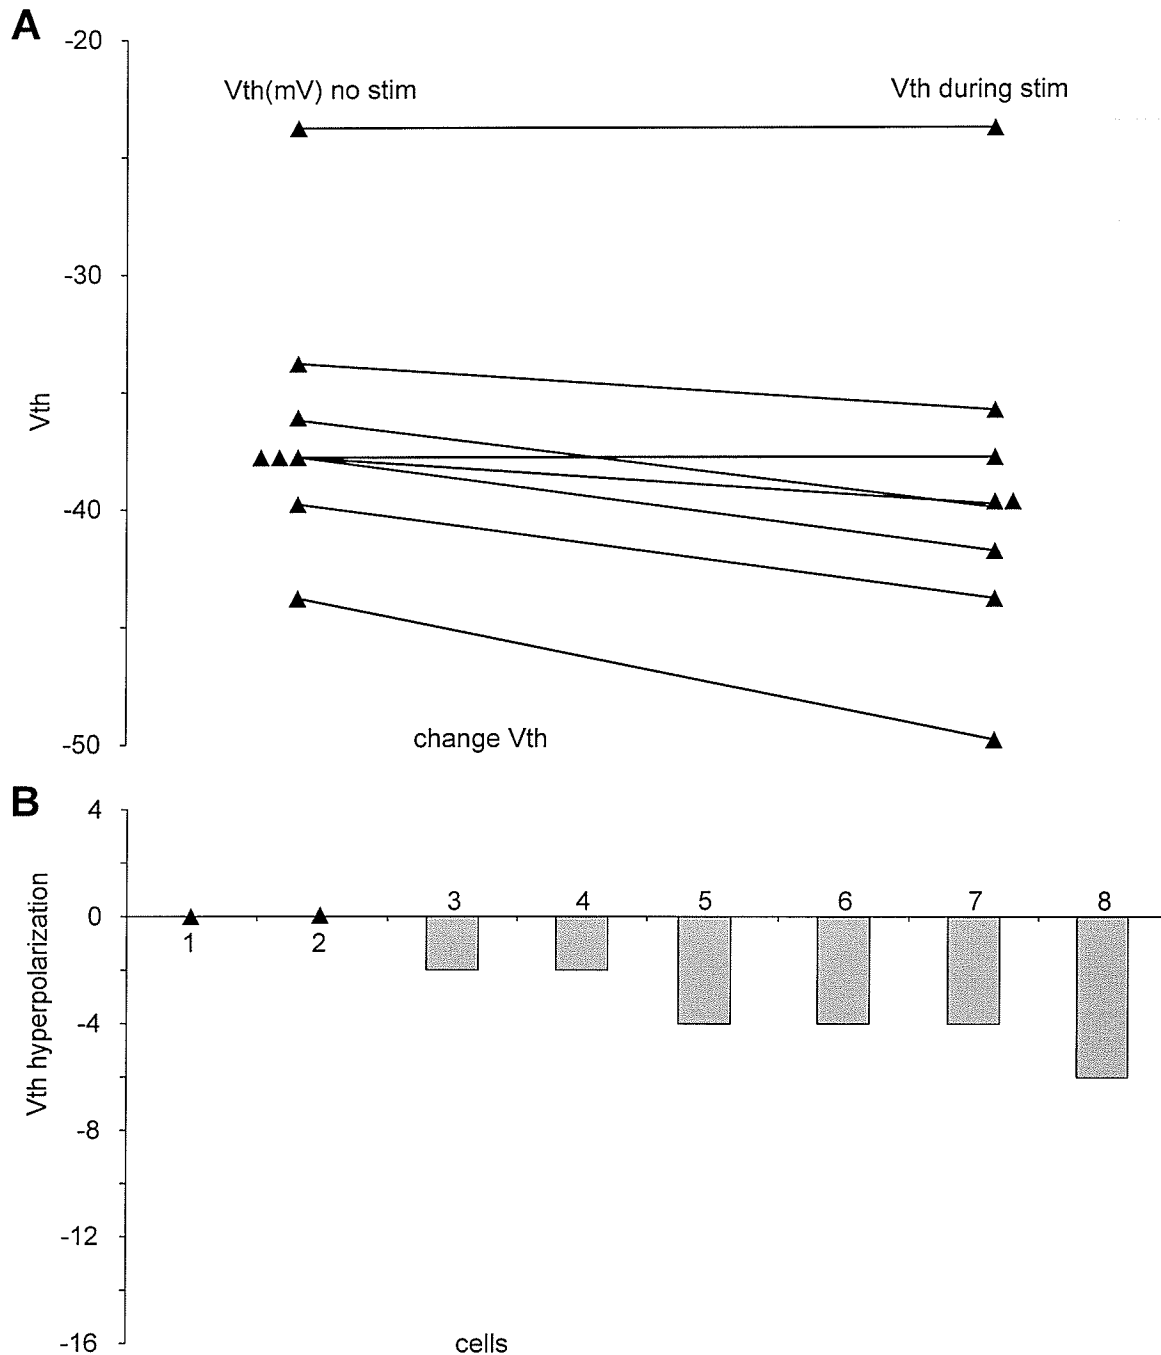 A
-20
Vth(mV) no stim
Vth during stim
-30
Vth
-40
-50
change Vth
B
4
Vth hyperpolarization
3 4 5 6 7 8
0
1 2
-4
-8
-12
-16
cells